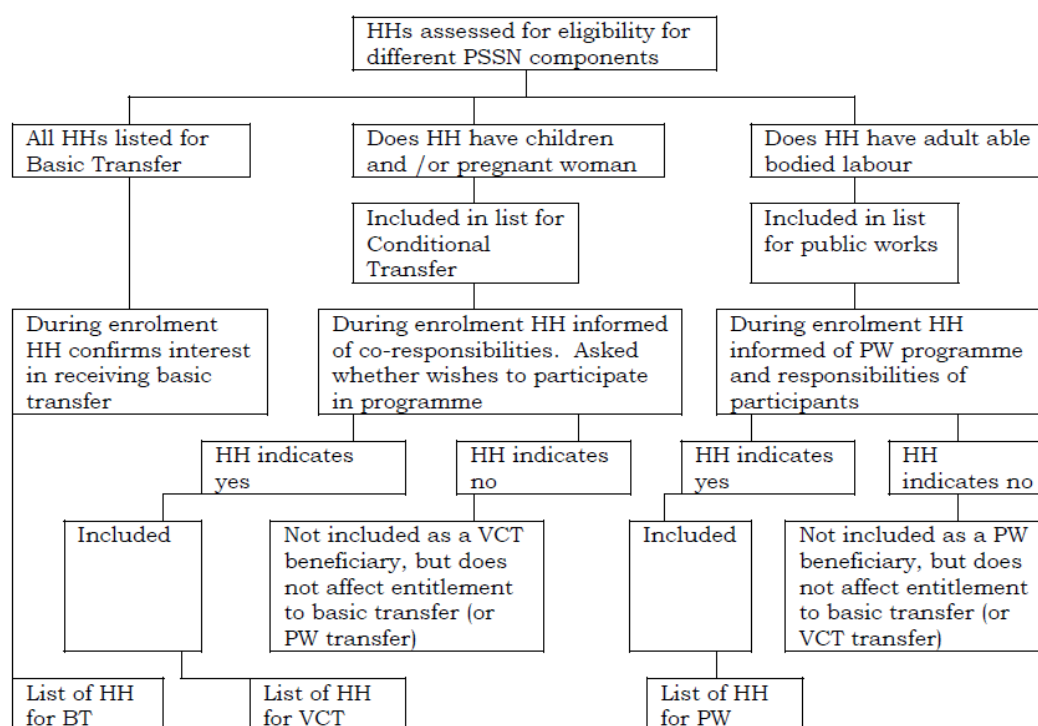 HHs assessed for eligibility for
different PSSN components
All HHs listed for
Basic Transfer
Does HH have children
and /or pregnant woman
Does HH have adult able
bodied labour
Included in list for
Conditional
Transfer
Included in list
for public works
During enrolment
HH confirms interest
in receiving basic
transfer
During enrolment HH informed
of co-responsibilities.  Asked
whether wishes to participate
in programme
During enrolment HH
informed of PW programme
and responsibilities of
participants
HH indicates
yes
HH indicates
no
HH indicates
yes
HH
indicates no
Included
Not included as a VCT
beneficiary, but does
not affect entitlement
to basic transfer (or
PW transfer)
Included
Not included as a PW
beneficiary, but does
not affect entitlement
to basic transfer (or
VCT transfer)
List of HH
for BT
List of HH
for VCT
List of HH
for PW